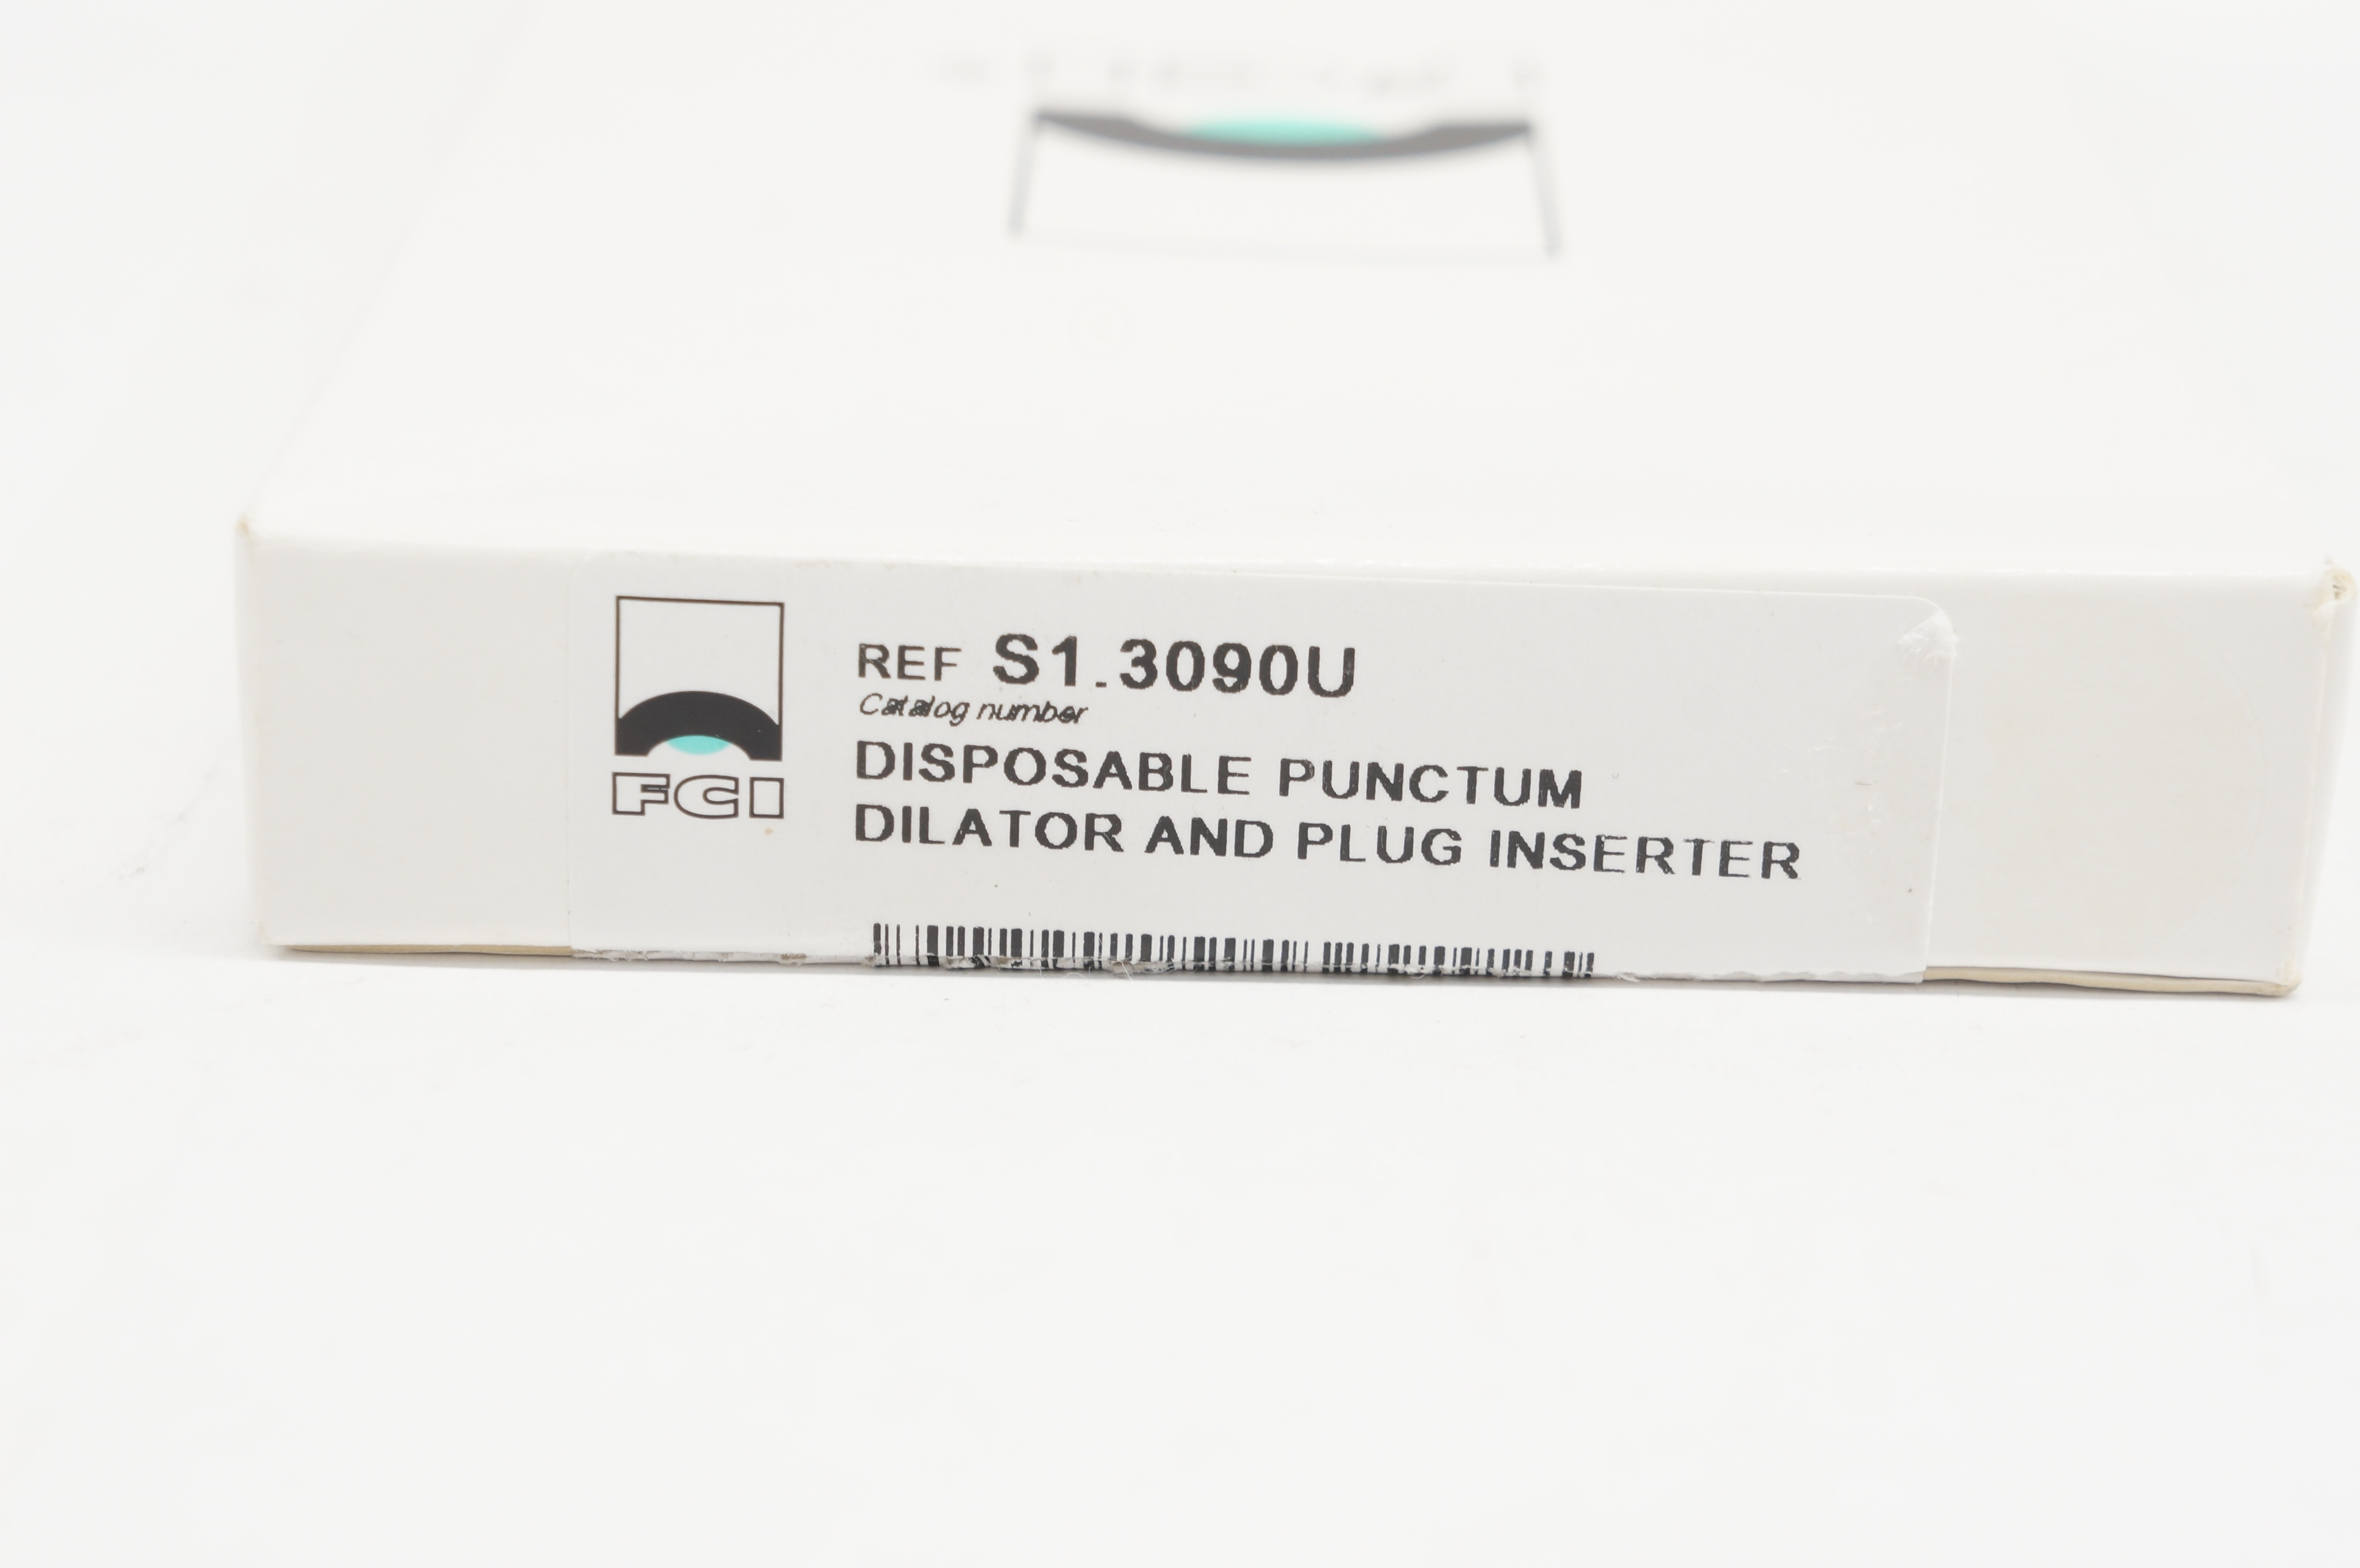 REF S1.3090U
Catalog number
DISPOSABLE PUNCTUM
DILATOR AND PLUG INSERTER
FCI